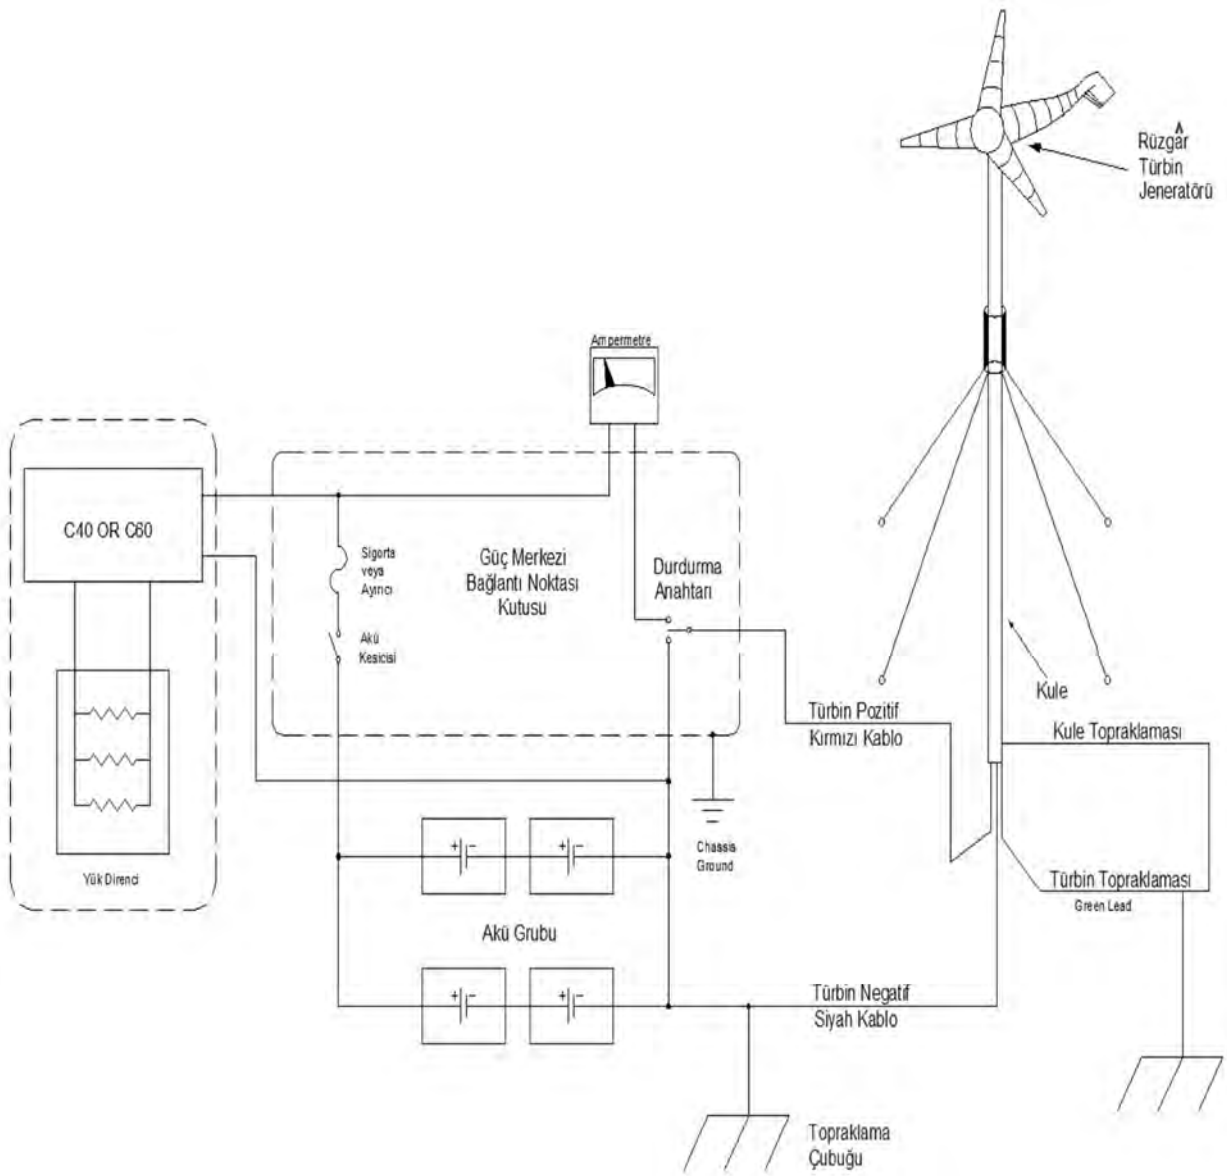 Rüzgâr
Türbin
Jeneratörü
Ampermetre
C40 OR C60
Sigorta
veya
Ayırıcı
Güç Merkezi
Bağlantı Noktası
Kutusu
Durdurma
Anahtarı
Akü
Kesicisi
Kule
Türbin Pozitif
Kırmızı Kablo
Kule Topraklaması
Chassis
Ground
Yük Direnci
Türbin Topraklaması
Green Lead
+ -
+ -
Akü Grubu
+ -
+ -
Türbin Negatif
Siyah Kablo
Topraklama
Çubuğu